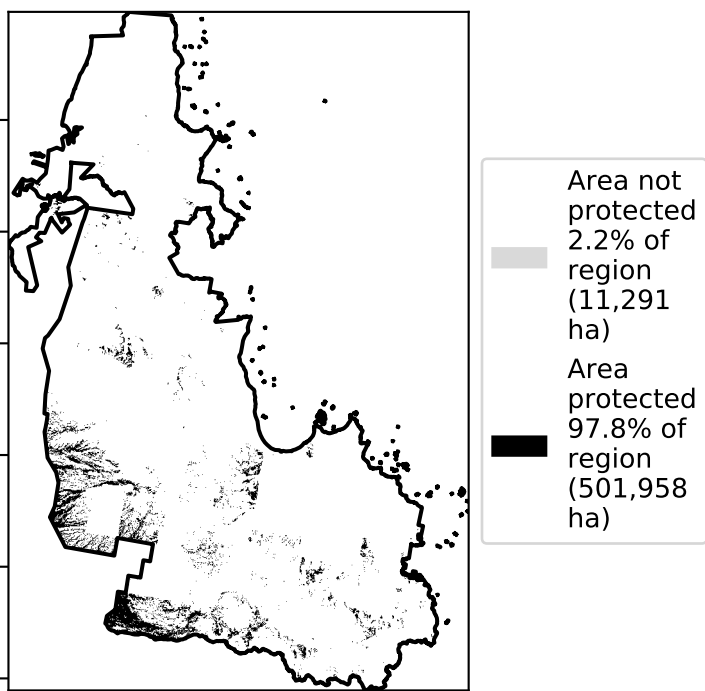 Area not
protected
2.2% of
region
(11,291
ha)
Area
protected
97.8% of
region
(501,958
ha)